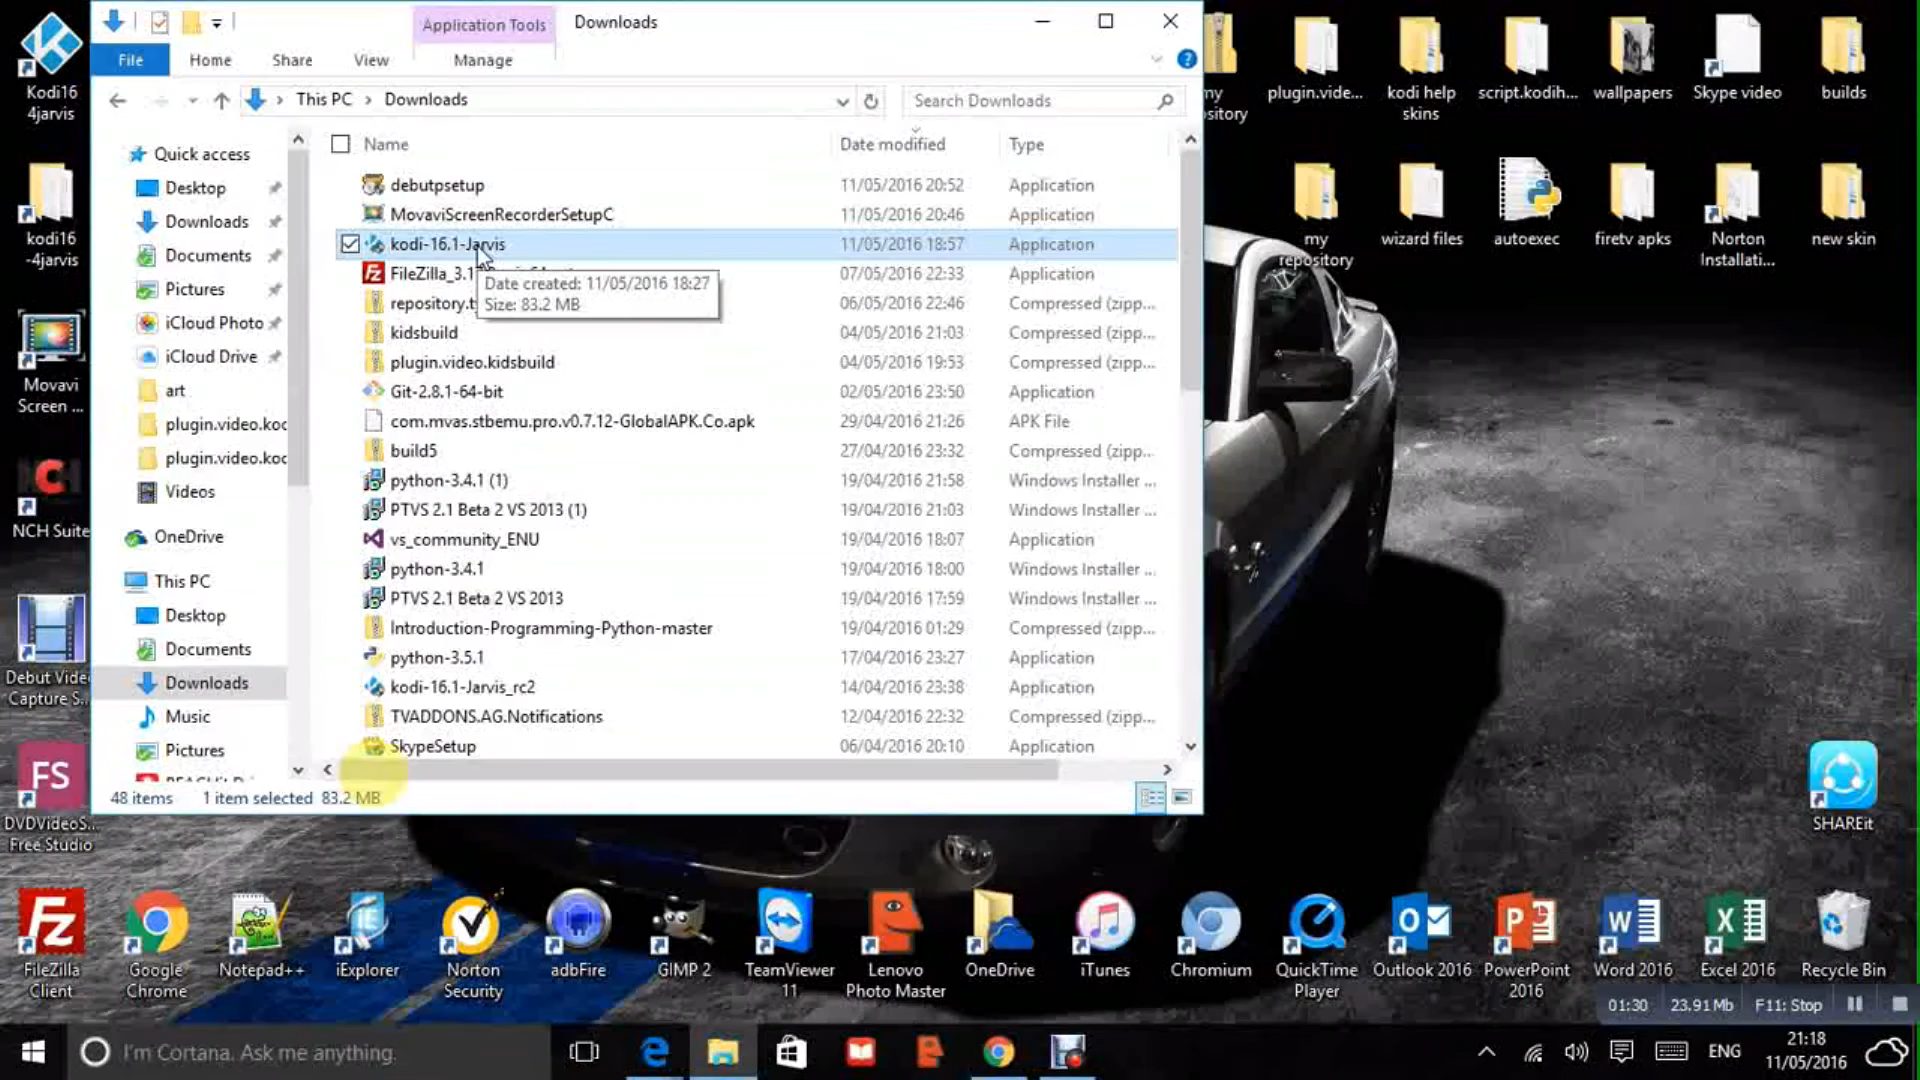 Application Tools
Downloads
File
Home
Share
View
Manage
This PC
Downloads
Search Downloads
Quick access
Desktop
Downloads
Documents
Pictures
iCloud Photo
iCloud Drive
art
plugin.video.koc
plugin.video.koc
Videos
OneDrive
This PC
Desktop
Documents
Downloads
Music
Pictures
Name
Date modified
Type
debutpsetup 11/05/2016 20:52 Application
MovaviScreenRecorderSetupC 11/05/2016 20:46 Application
kodi-16.1-Jarvis 11/05/2016 18:57 Application
FileZilla_3.1 07/05/2022 22:33 Application
Date created: 11/05/2016 18:27
Size: 83.2 MB
repository.t 06/05/2016 22:46 Compressed (zipp...
kidsbuild 04/05/2016 21:03 Compressed (zipp...
plugin.video.kidsbuild 04/05/2016 19:53 Compressed (zipp...
Git-2.8.1-64-bit 02/05/2016 23:50 Application
com.mvas.stbemu.pro.v0.7.12-GlobalAPK.Co.apk 29/04/2016 21:26 APK File
build5 27/04/2016 23:32 Compressed (zipp...
python-3.4.1 (1) 19/04/2016 21:58 Windows Installer ...
PTVS 2.1 Beta 2 VS 2013 (1) 19/04/2016 21:03 Windows Installer ...
vs_community_ENU 19/04/2016 18:07 Application
python-3.4.1 19/04/2016 18:00 Windows Installer ...
PTVS 2.1 Beta 2 VS 2013 19/04/2016 17:59 Windows Installer ...
Introduction-Programming-Python-master 19/04/2016 01:29 Compressed (zipp...
python-3.5.1 17/04/2016 23:27 Application
kodi-16.1-Jarvis_rc2 14/04/2016 23:38 Application
TVADDONS.AG.Notifications 12/04/2016 22:32 Compressed (zipp...
SkypeSetup 06/04/2016 20:10 Application
48 items
1 item selected 83.2 MB
Kodi16
4jarvis
kodi16
-4jarvis
Movavi
Screen ...
NCH Suite
Debut Video
Capture S...
FS
DVDVideoS...
Free Studio
my
ository
plugin.vide...
kodi help
skins
script.kodih...
wallpapers
Skype video
builds
my
repository
wizard files
autoexec
firetv apks
Norton
Installati...
new skin
SHAREit
FileZilla
Client
Google
Chrome
Notepad++
iExplorer
Norton
Security
adbFire
GIMP 2
TeamViewer
11
Lenovo
Photo Master
OneDrive
iTunes
Chromium
QuickTime
Player
Outlook 2016
PowerPoint
2016
Word 2016
Excel 2016
Recycle Bin
01:30
23.91Mb
F11: Stop
I'm Cortana. Ask me anything.
ENG
21:18
11/05/2016